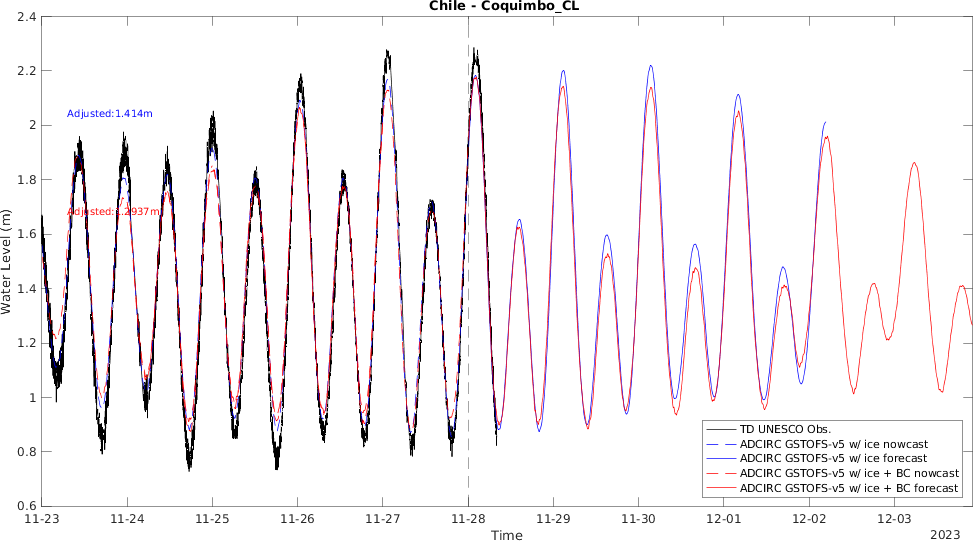 Chile - Coquimbo_CL
2.4
2.2
2
1.8
1.6
1.4
1.2
1
0.8
0.6
Water Level (m)
Adjusted:1.414m
Adjusted:1.2937m
TD UNESCO Obs.
ADCIRC GSTOFS-v5 w/ ice nowcast
ADCIRC GSTOFS-v5 w/ ice forecast
ADCIRC GSTOFS-v5 w/ ice + BC nowcast
ADCIRC GSTOFS-v5 w/ ice + BC forecast
11-23 11-24 11-25 11-26 11-27 11-28 11-29 11-30 12-01 12-02 12-03
Time
2023